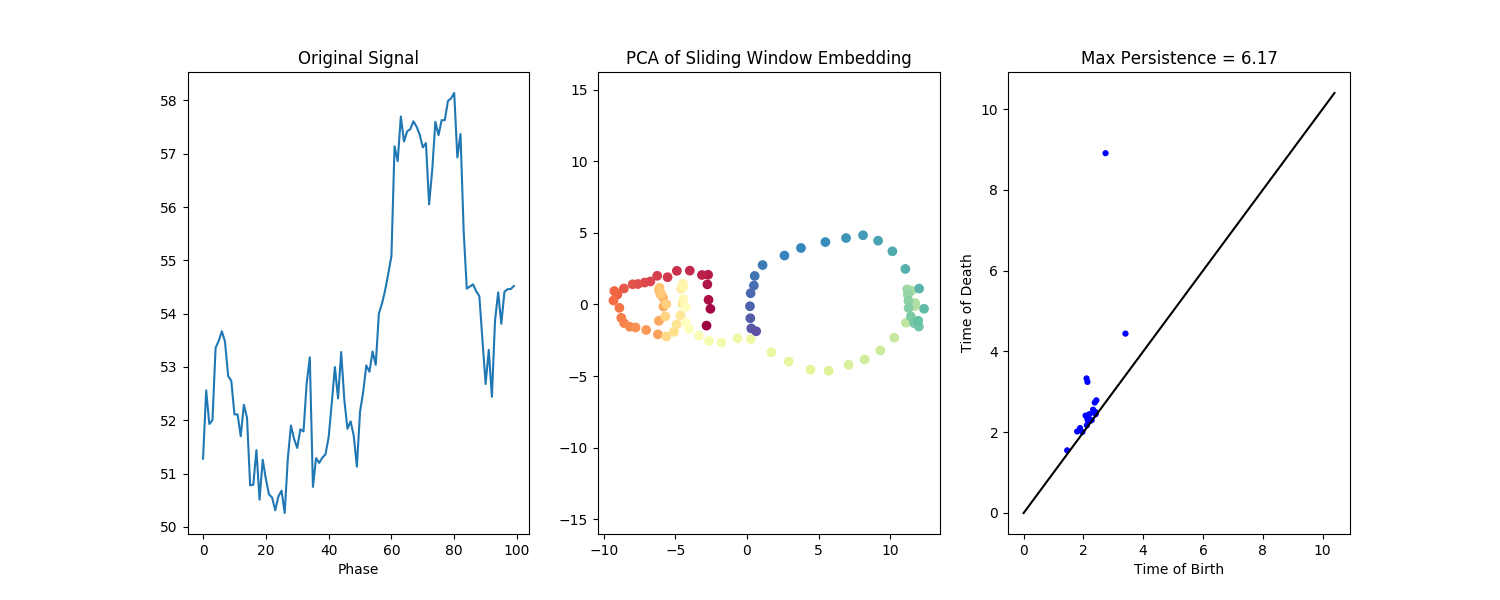 Original Signal
58
57
56
55
54
53
52
51
50
0 20 40 60 80 100
Phase
PCA of Sliding Window Embedding
15
10
5
0
−5
−10
−15
−10 −5 0 5 10
Max Persistence = 6.17
Time of Death
10
8
6
4
2
0
0 2 4 6 8 10
Time of Birth